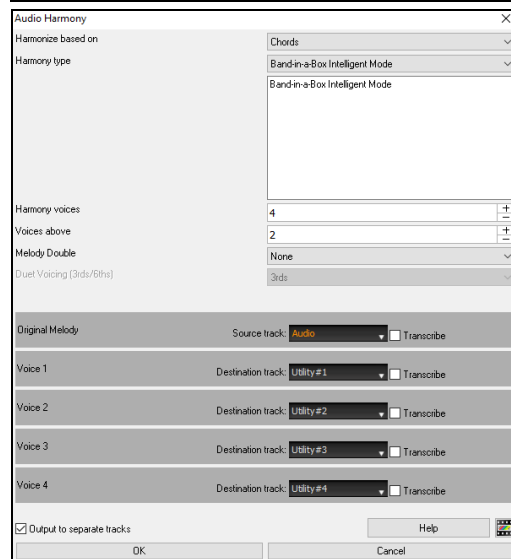 Audio Harmony
Harmonize based on Chords
Harmony type Band-in-a-Box Intelligent Mode
Band-in-a-Box Intelligent Mode
Harmony voices 4
Voices above 2
Melody Double None
Duet Voicing (3rds/6ths) 3rds
Original Melody Source track: Audio Transcribe
Voice 1 Destination track: Utility#1 Transcribe
Voice 2 Destination track: Utility#2 Transcribe
Voice 3 Destination track: Utility#3 Transcribe
Voice 4 Destination track: Utility#4 Transcribe
Output to separate tracks Help
OK Cancel